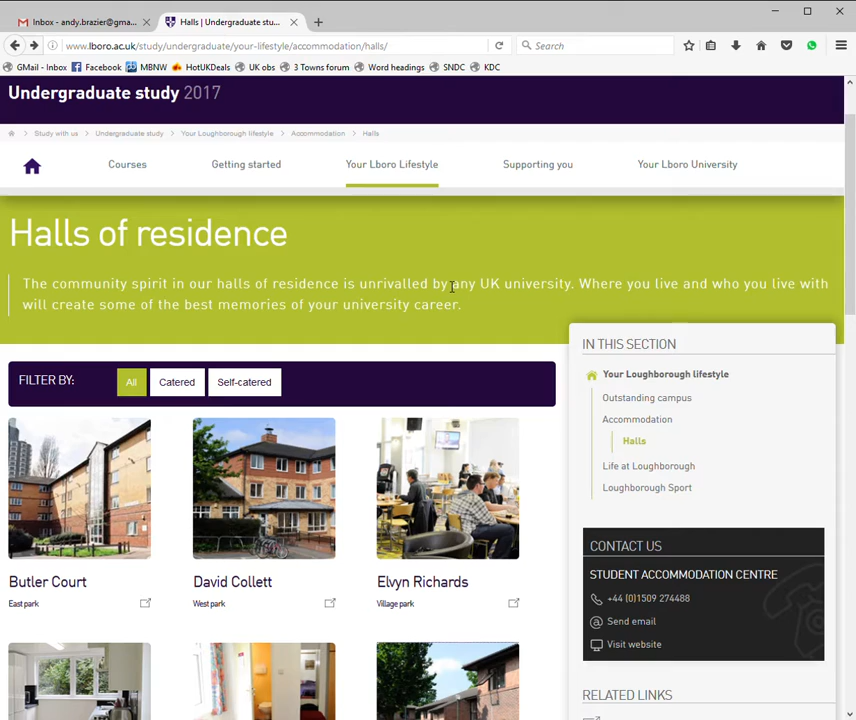 Inbox - andy.brazier@gma...
Halls | Undergraduate stu...
www.lboro.ac.uk/study/undergraduate/your-lifestyle/accommodation/halls/
Search
GMail - Inbox
Facebook
MBNW
HotUKDeals
UK obs
3 Towns forum
Word headings
SNDC
KDC
Undergraduate study 2017
Study with us
Undergraduate study
Your Loughborough lifestyle
Accommodation
Halls
Courses
Getting started
Your Lboro Lifestyle
Supporting you
Your Lboro University
Halls of residence
The community spirit in our halls of residence is unrivalled by any UK university. Where you live and who you live with
will create some of the best memories of your university career.
FILTER BY:
All
Catered
Self-catered
Butler Court
East park
David Collett
West park
Elvyn Richards
Village park
IN THIS SECTION
Your Loughborough lifestyle
Outstanding campus
Accommodation
Halls
Life at Loughborough
Loughborough Sport
CONTACT US
STUDENT ACCOMMODATION CENTRE
+44 (0)1509 274488
Send email
Visit website
RELATED LINKS